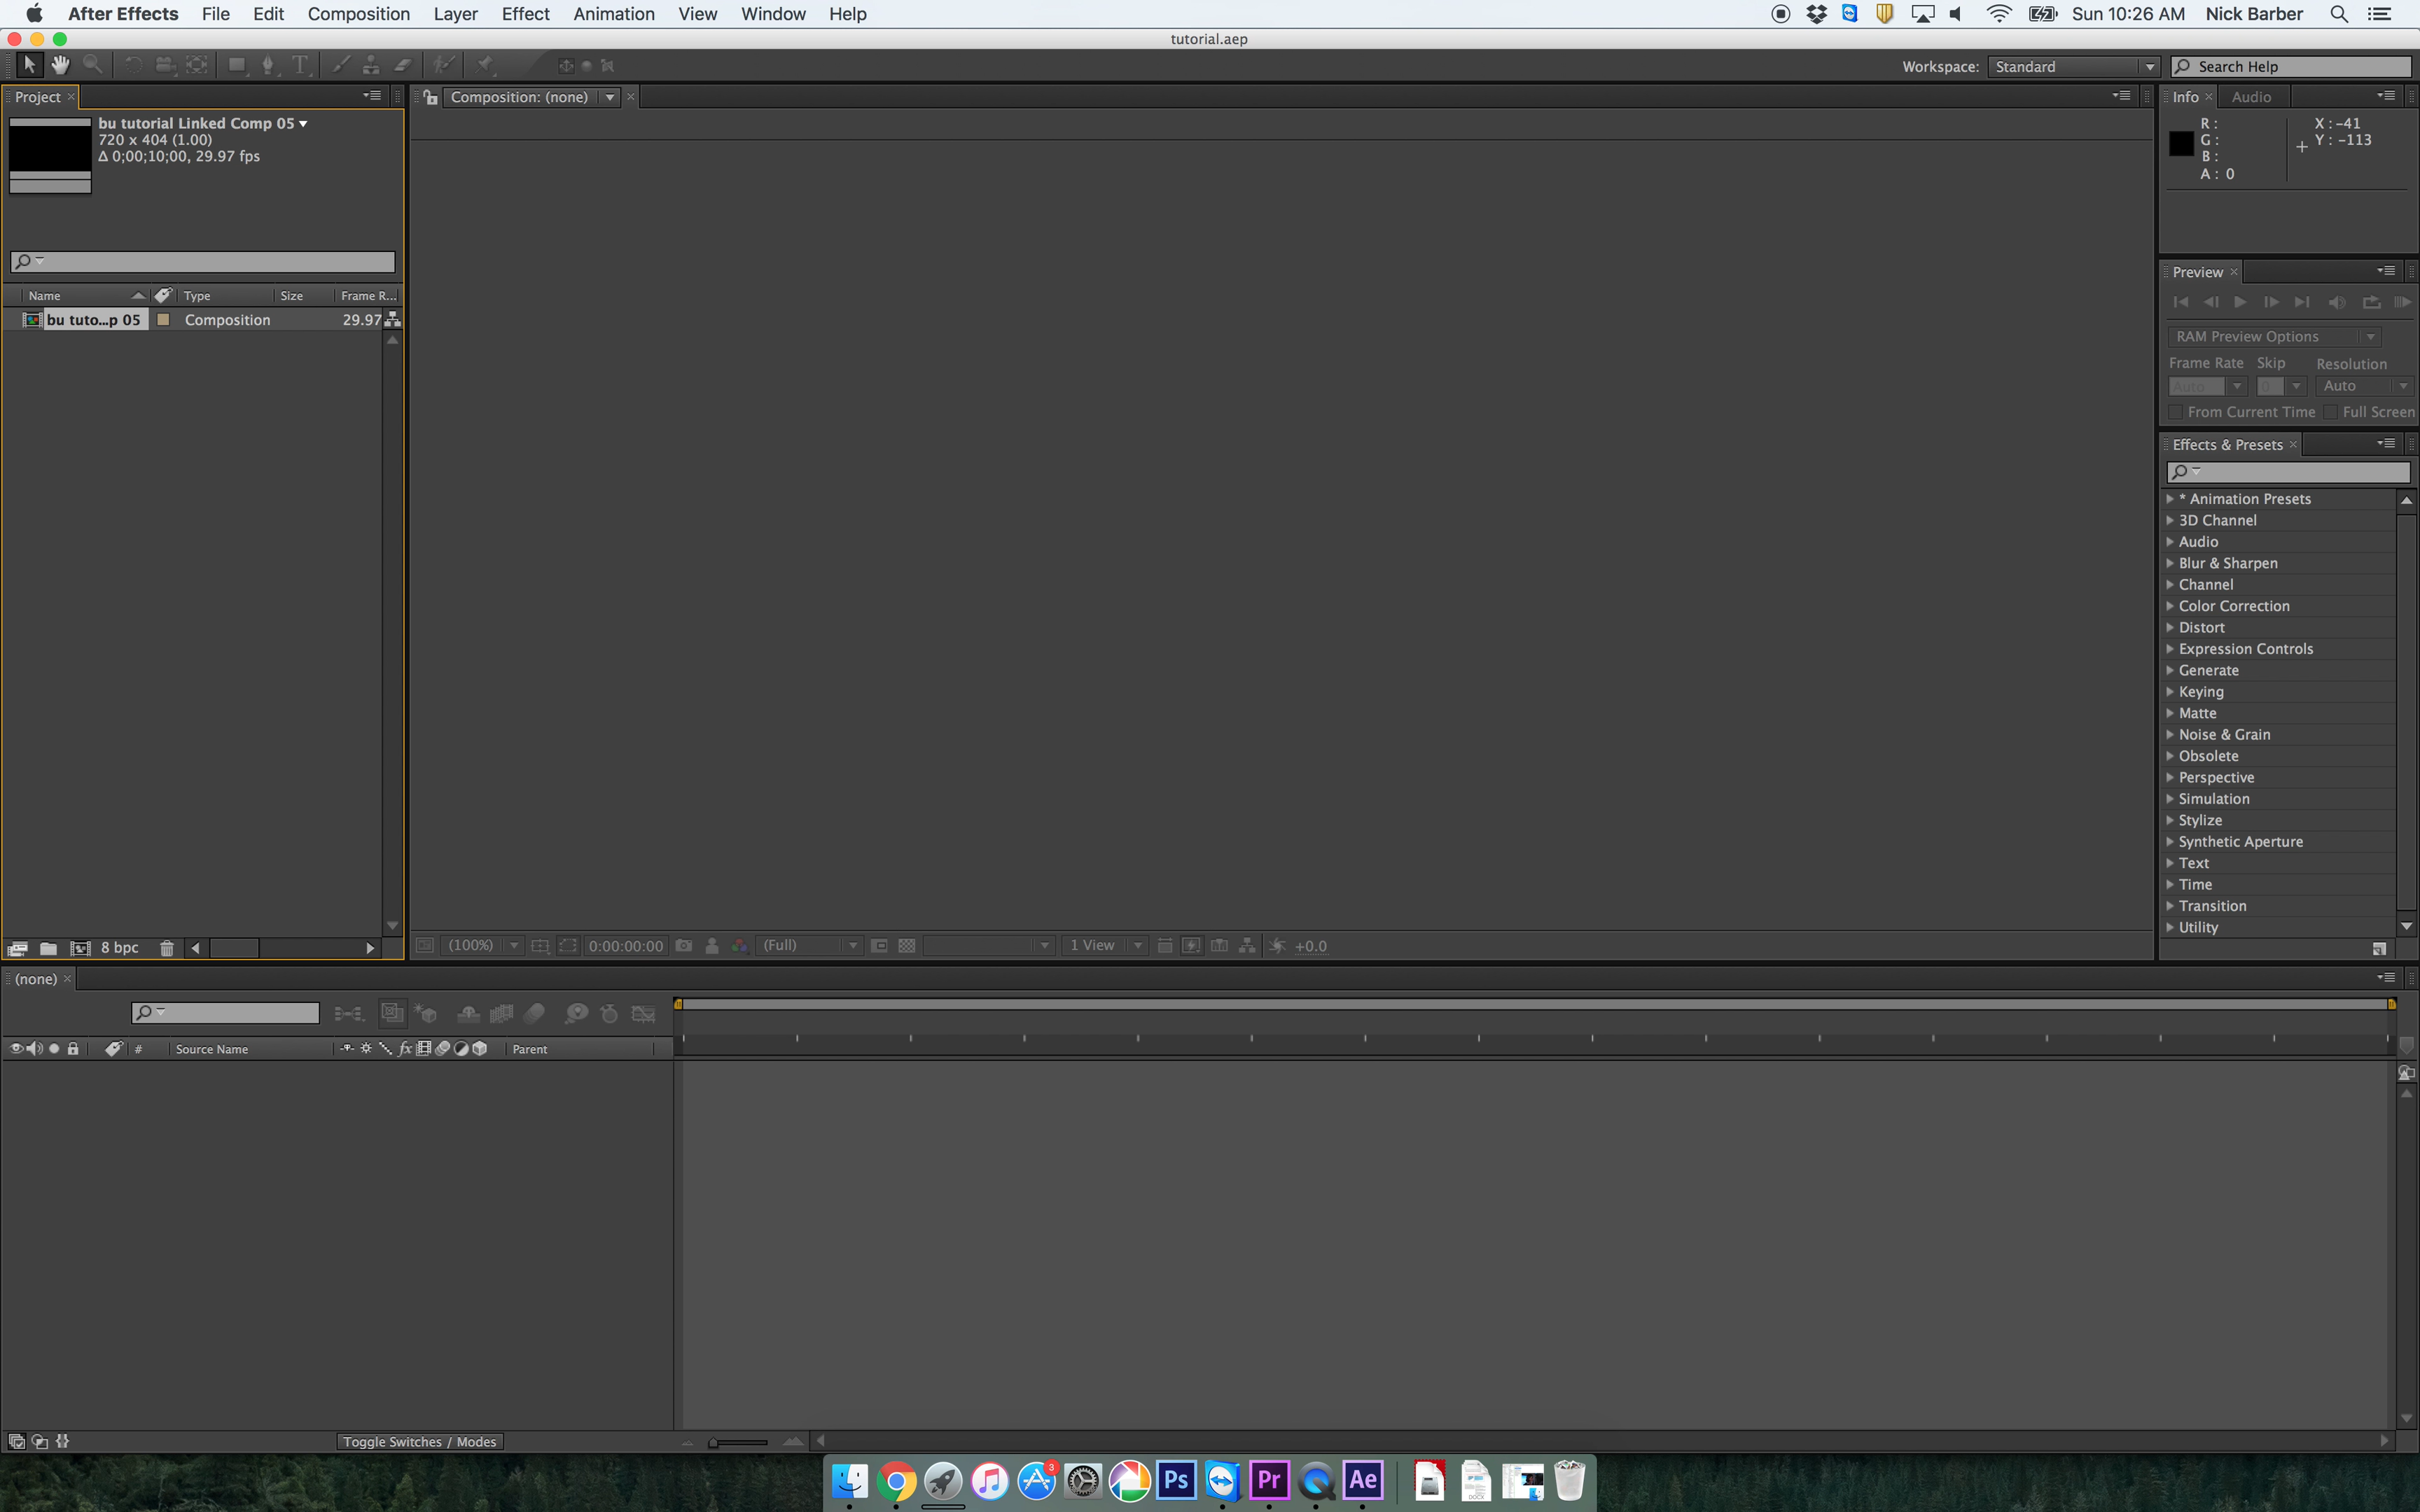 After Effects File Edit Composition Layer Effect Animation View Window Help Sun 10:26 AM Nick Barber
tutorial.aep
Workspace: Standard Search Help
Project
bu tutorial Linked Comp 05
720 x 404 (1.00)
Δ 0;00;10;00, 29.97 fps
Name Type Size Frame R...
bu tuto...p 05 Composition 29.97
8 bpc
Composition: (none)
(100%) 0:00:00:00 (Full) 1 View +0.0
Info Audio
R : X : -41
G : Y : -113
B :
A : 0
Preview
RAM Preview Options
Frame Rate Skip Resolution
Auto 0 Auto
From Current Time Full Screen
Effects & Presets
* Animation Presets
3D Channel
Audio
Blur & Sharpen
Channel
Color Correction
Distort
Expression Controls
Generate
Keying
Matte
Noise & Grain
Obsolete
Perspective
Simulation
Stylize
Synthetic Aperture
Text
Time
Transition
Utility
(none)
# Source Name fx Parent
Toggle Switches / Modes
3
Ps Pr Ae
DOCX